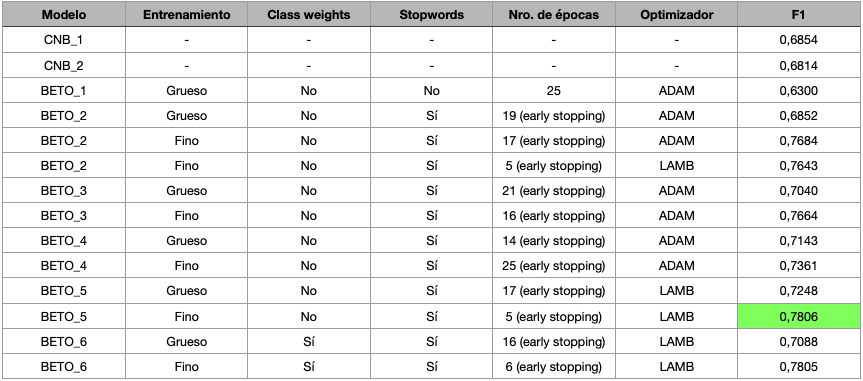 Modelo Entrenamiento Class weights Stopwords Nro. de épocas Optimizador F1
CNB_1 - - - - - 0,6854
CNB_2 - - - - - 0,6814
BETO_1 Grueso No No 25 ADAM 0,6300
BETO_2 Grueso No Sí 19 (early stopping) ADAM 0,6852
BETO_2 Fino No Sí 17 (early stopping) ADAM 0,7684
BETO_2 Fino No Sí 5 (early stopping) LAMB 0,7643
BETO_3 Grueso No Sí 21 (early stopping) ADAM 0,7040
BETO_3 Fino No Sí 16 (early stopping) ADAM 0,7664
BETO_4 Grueso No Sí 14 (early stopping) ADAM 0,7143
BETO_4 Fino No Sí 25 (early stopping) ADAM 0,7361
BETO_5 Grueso No Sí 17 (early stopping) LAMB 0,7248
BETO_5 Fino No Sí 5 (early stopping) LAMB 0,7806
BETO_6 Grueso Sí Sí 16 (early stopping) LAMB 0,7088
BETO_6 Fino Sí Sí 6 (early stopping) LAMB 0,7805